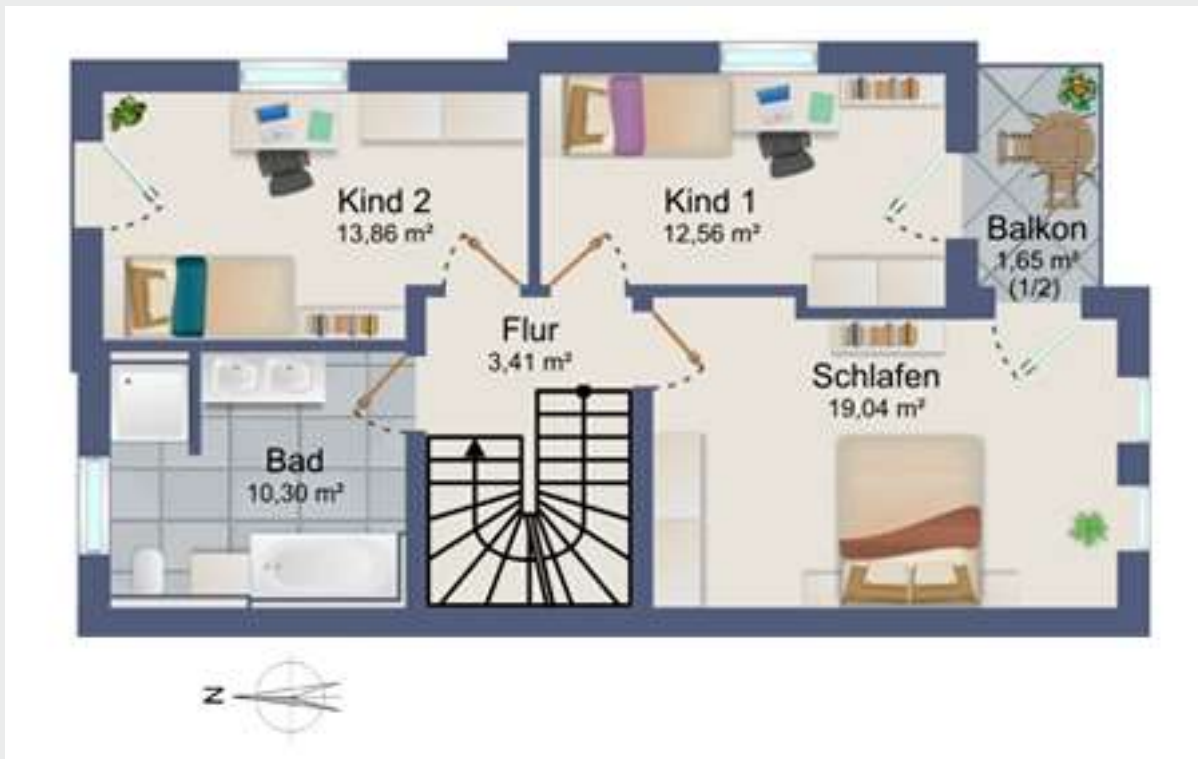 Kind 2
13,86 m²
Kind 1
12,56 m²
Balkon
1,65 m²
(1/2)
Flur
3,41 m²
Schlafen
19,04 m²
Bad
10,30 m²
N